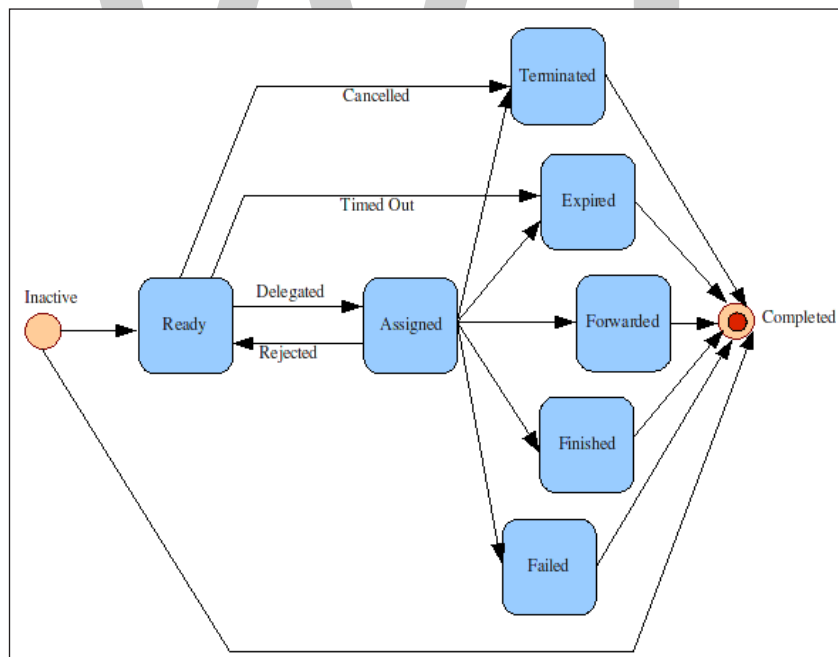 Terminated
Cancelled
Expired
Timed Out
Inactive
Delegated
Ready
Assigned
Forwarded
Completed
Rejected
Finished
Failed